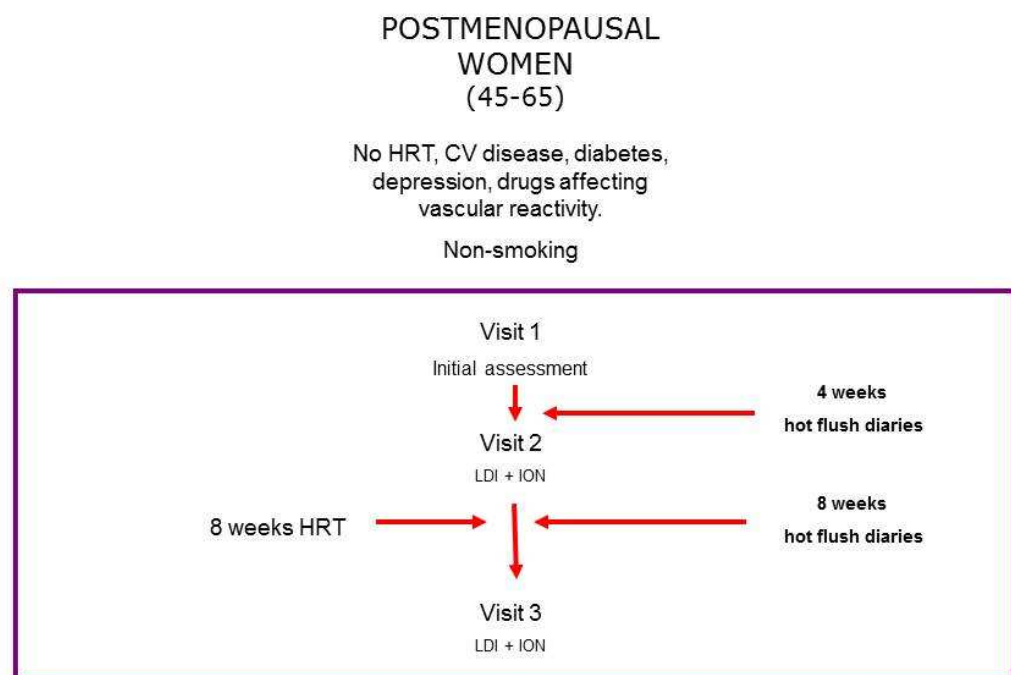 POSTMENOPAUSAL
WOMEN
(45-65)
No HRT, CV disease, diabetes,
depression, drugs affecting
vascular reactivity.
Non-smoking
Visit 1
Initial assessment
4 weeks
hot flush diaries
Visit 2
LDI + ION
8 weeks HRT
8 weeks
hot flush diaries
Visit 3
LDI + ION